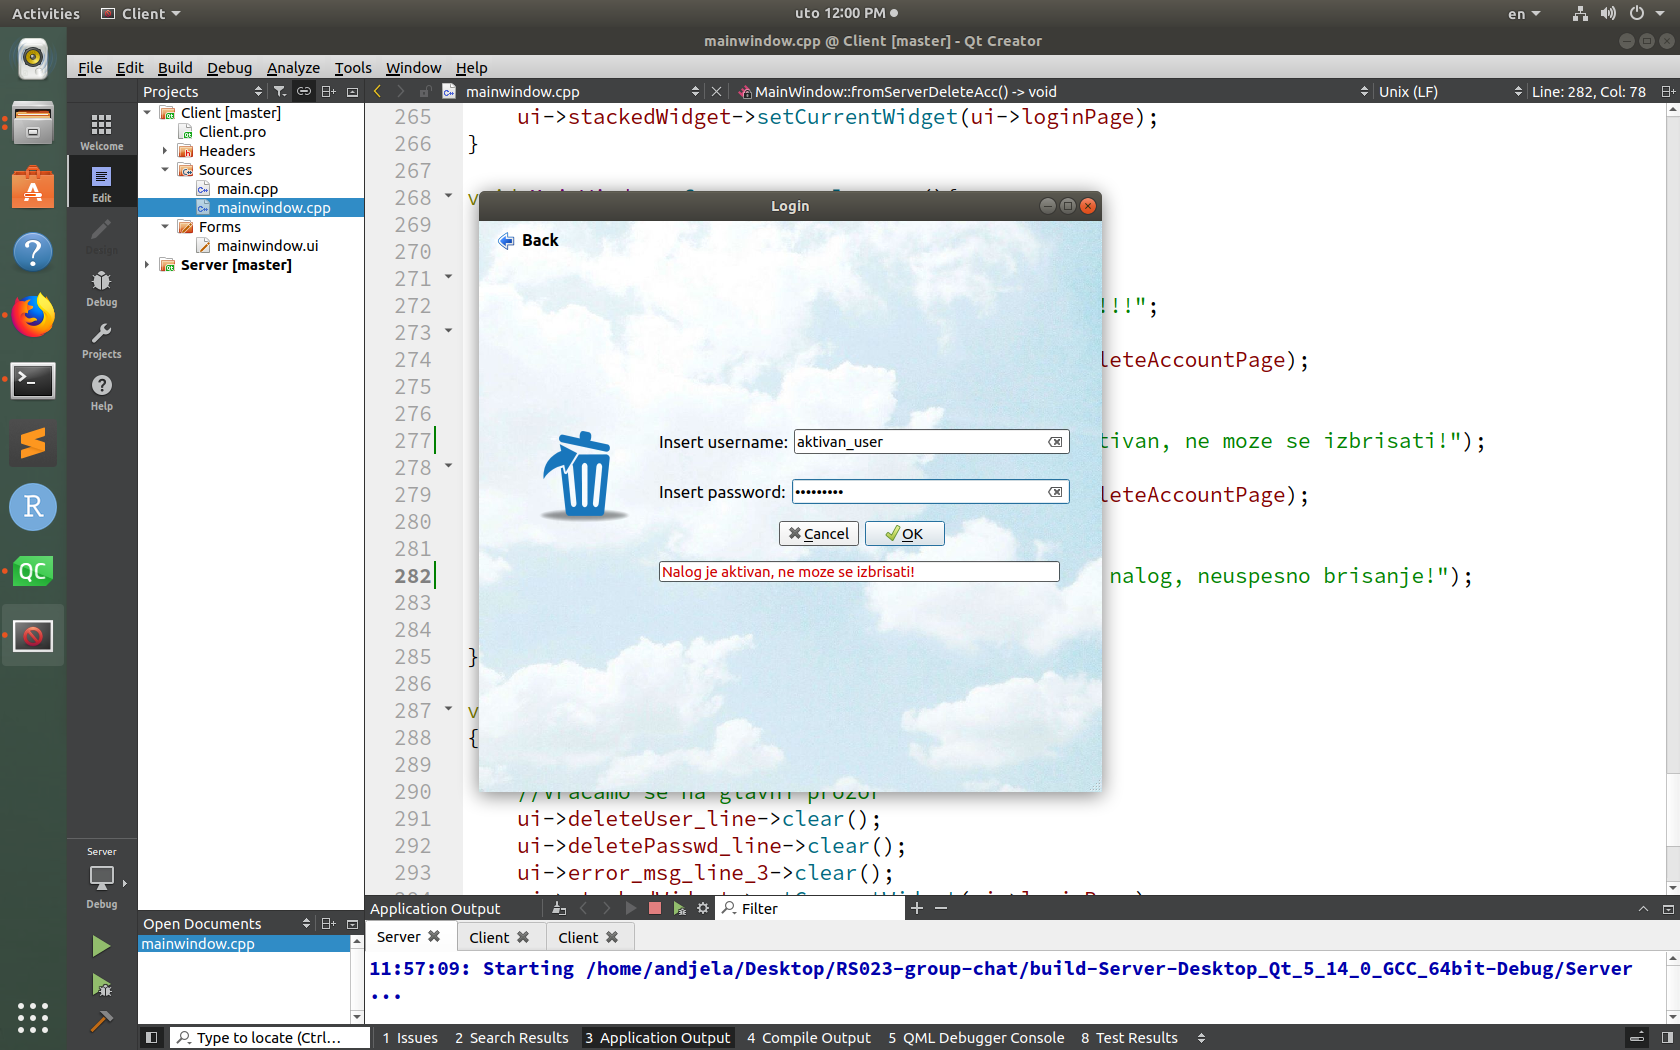 Activities Client uto 12:00 PM en
mainwindow.cpp @ Client [master] - Qt Creator
File Edit Build Debug Analyze Tools Window Help
Projects mainwindow.cpp MainWindow::fromServerDeleteAcc() -> void Unix (LF) Line: 282, Col: 78
Welcome
Edit
Design
Debug
Projects
Help
Server
Debug
Client [master]
Client.pro
Headers
Sources
main.cpp
mainwindow.cpp
Forms
mainwindow.ui
Server [master]
Open Documents
mainwindow.cpp
265 ui->stackedWidget->setCurrentWidget(ui->loginPage);
266 }
267
268
269
270
271
272 !!!";
273
274 leteAccountPage);
275
276
277 tivan, ne moze se izbrisati!");
278
279 leteAccountPage);
280
281
282 nalog, neuspesno brisanje!");
283
284
285 }
286
287 v
288 {
289
290 //Vracamo se na glavni prozor
291 ui->deleteUser_line->clear();
292 ui->deletePasswd_line->clear();
293 ui->error_msg_line_3->clear();
Login
Back
Insert username: aktivan_user
Insert password: •••••••••
Cancel OK
Nalog je aktivan, ne moze se izbrisati!
Application Output Filter
Server Client Client
11:57:09: Starting /home/andjela/Desktop/RS023-group-chat/build-Server-Desktop_Qt_5_14_0_GCC_64bit-Debug/Server
...
Type to locate (Ctrl... 1 Issues 2 Search Results 3 Application Output 4 Compile Output 5 QML Debugger Console 8 Test Results